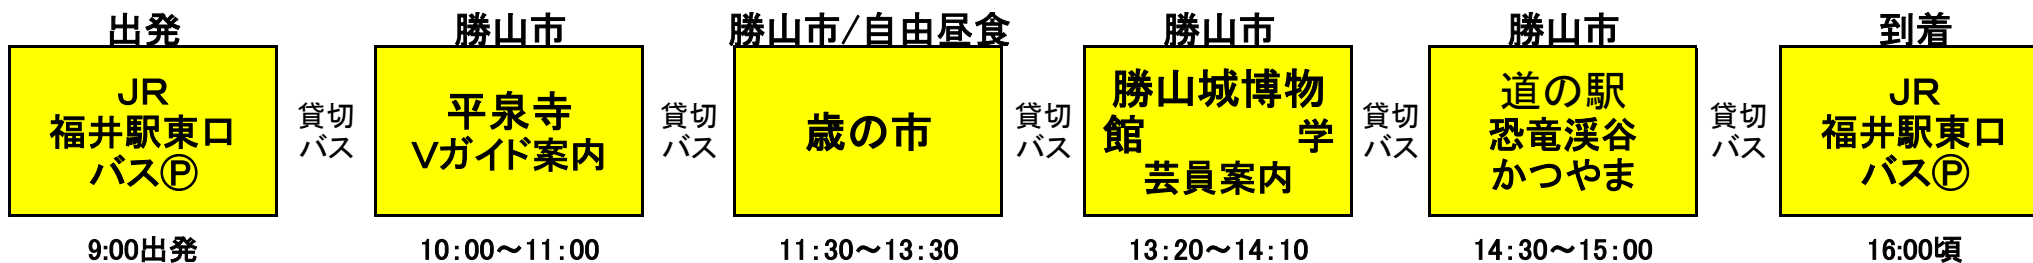 出発
JR
福井駅東口
バスⓅ
9:00出発
貸切
バス
勝山市
平泉寺
Vガイド案内
10:00～11:00
貸切
バス
勝山市/自由昼食
歳の市
11:30～13:30
貸切
バス
勝山市
勝山城博物
館　学
芸員案内
13:20～14:10
貸切
バス
勝山市
道の駅
恐竜渓谷
かつやま
14:30～15:00
貸切
バス
到着
JR
福井駅東口
バスⓅ
16:00頃